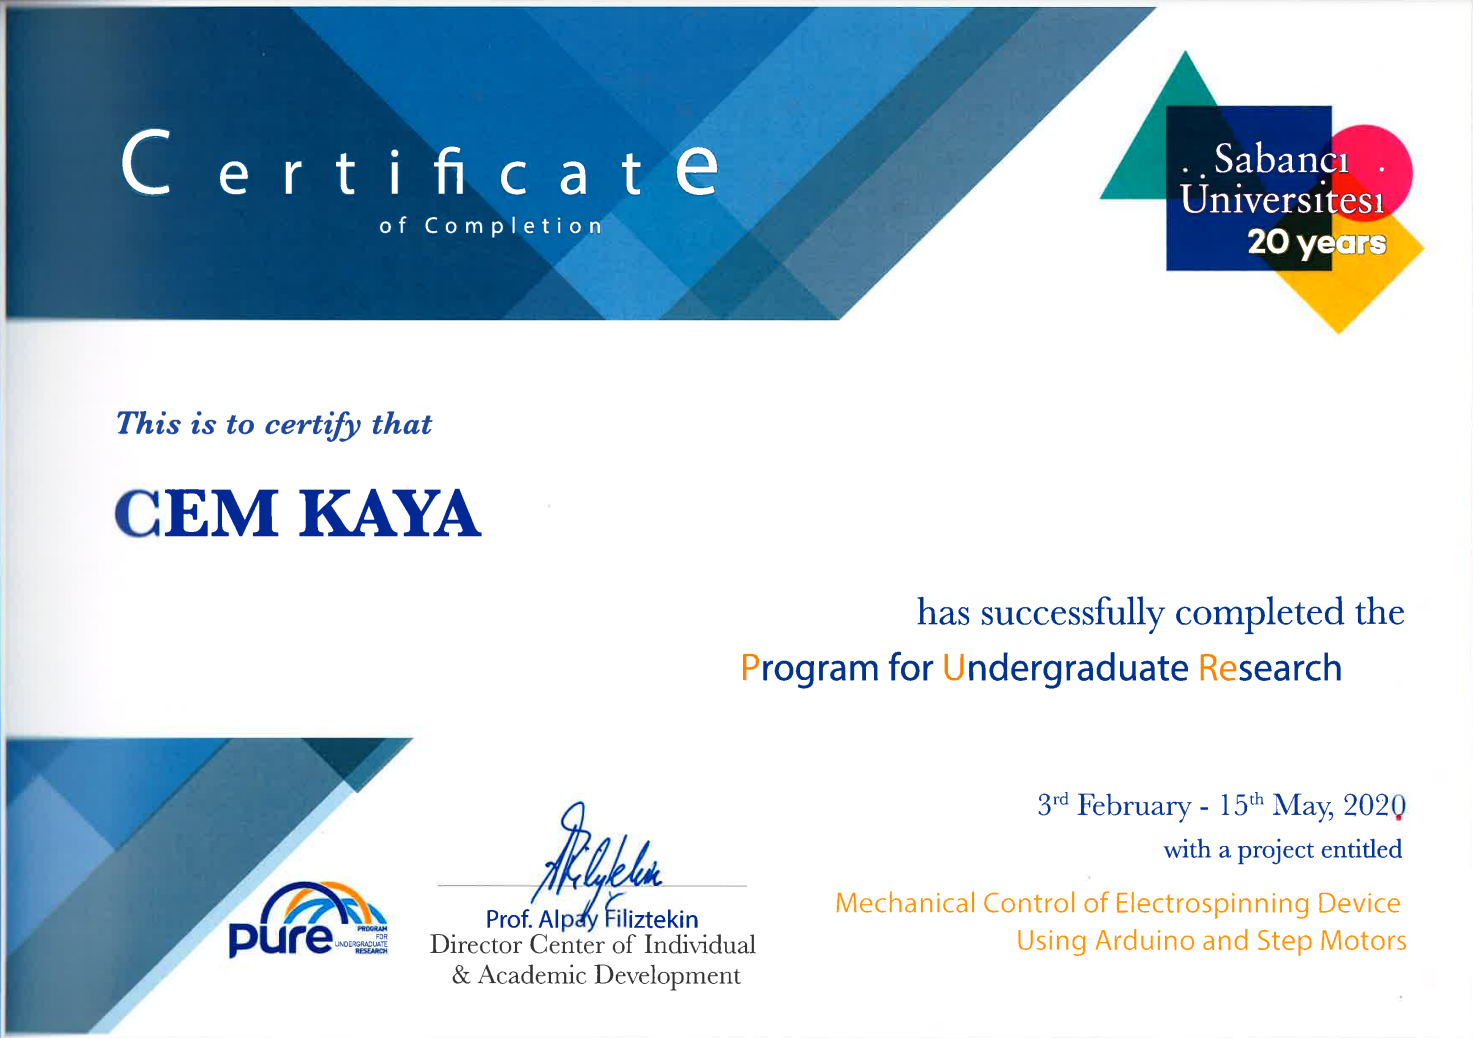 Certificate
of Completion
Sabancı
Üniversitesi
20 years
This is to certify that
CEM KAYA
has successfully completed the
Program for Undergraduate Research
3rd February - 15th May, 2020
with a project entitled
Mechanical Control of Electrospinning Device
Using Arduino and Step Motors
Prof. Alpay Filiztekin
Director Center of Individual
& Academic Development
pure
PROGRAM
FOR
UNDERGRADUATE
RESEARCH